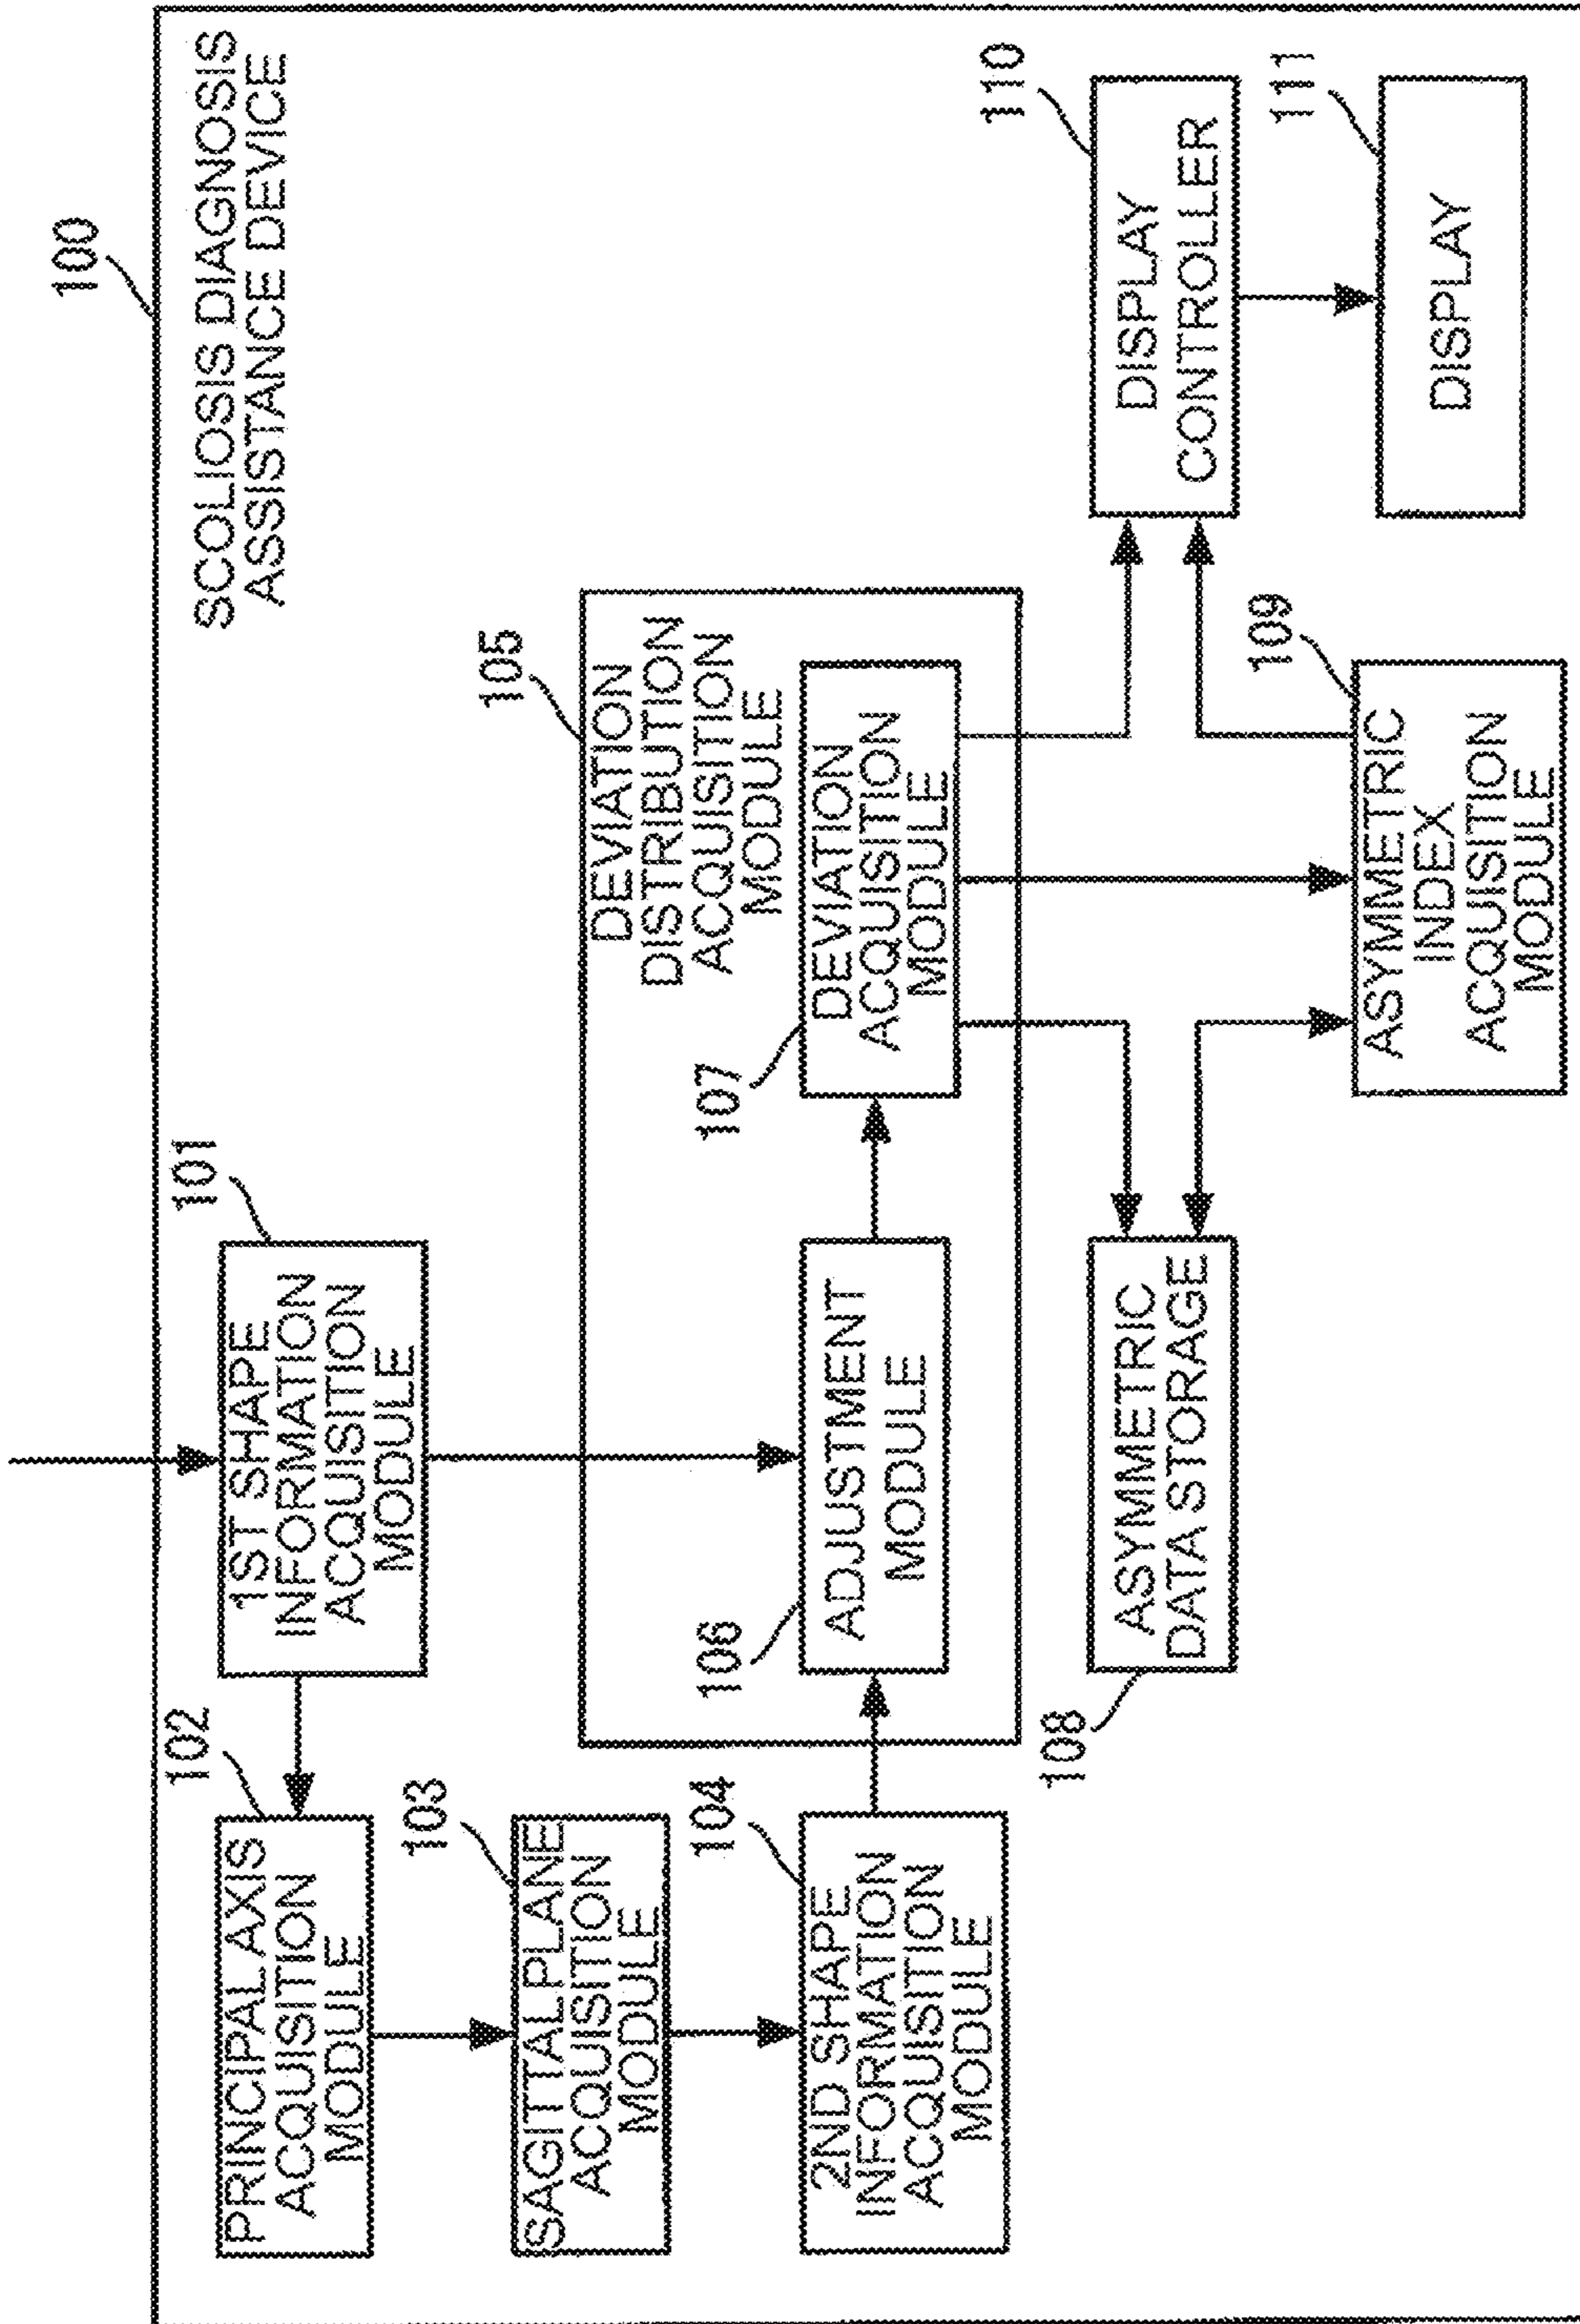 100
SCOLIOSIS DIAGNOSIS
ASSISTANCE DEVICE
101
1ST SHAPE
INFORMATION
ACQUISITION
MODULE
102
PRINCIPAL AXIS
ACQUISITION
MODULE
103
SAGITTAL PLANE
ACQUISITION
MODULE
104
2ND SHAPE
INFORMATION
ACQUISITION
MODULE
105
DEVIATION
DISTRIBUTION
ACQUISITION
MODULE
106
ADJUSTMENT
MODULE
107
DEVIATION
ACQUISITION
MODULE
108
ASYMMETRIC
DATA STORAGE
109
ASYMMETRIC
INDEX
ACQUISITION
MODULE
110
DISPLAY
CONTROLLER
111
DISPLAY